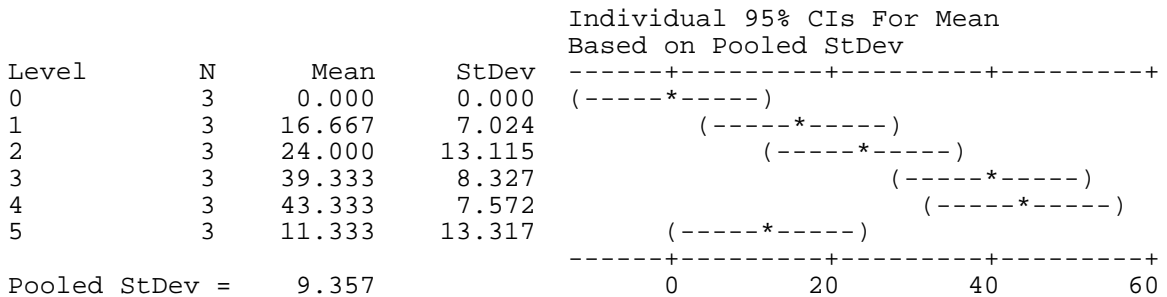 Individual 95% CIs For Mean
                                   Based on Pooled StDev
Level       N      Mean     StDev  ------+---------+---------+---------+
0           3     0.000     0.000  (-----*-----)
1           3    16.667     7.024          (-----*-----)
2           3    24.000    13.115              (-----*-----)
3           3    39.333     8.327                      (-----*-----)
4           3    43.333     7.572                        (-----*-----)
5           3    11.333    13.317        (-----*-----)
                                   ------+---------+---------+---------+
Pooled StDev =    9.357                  0        20        40        60